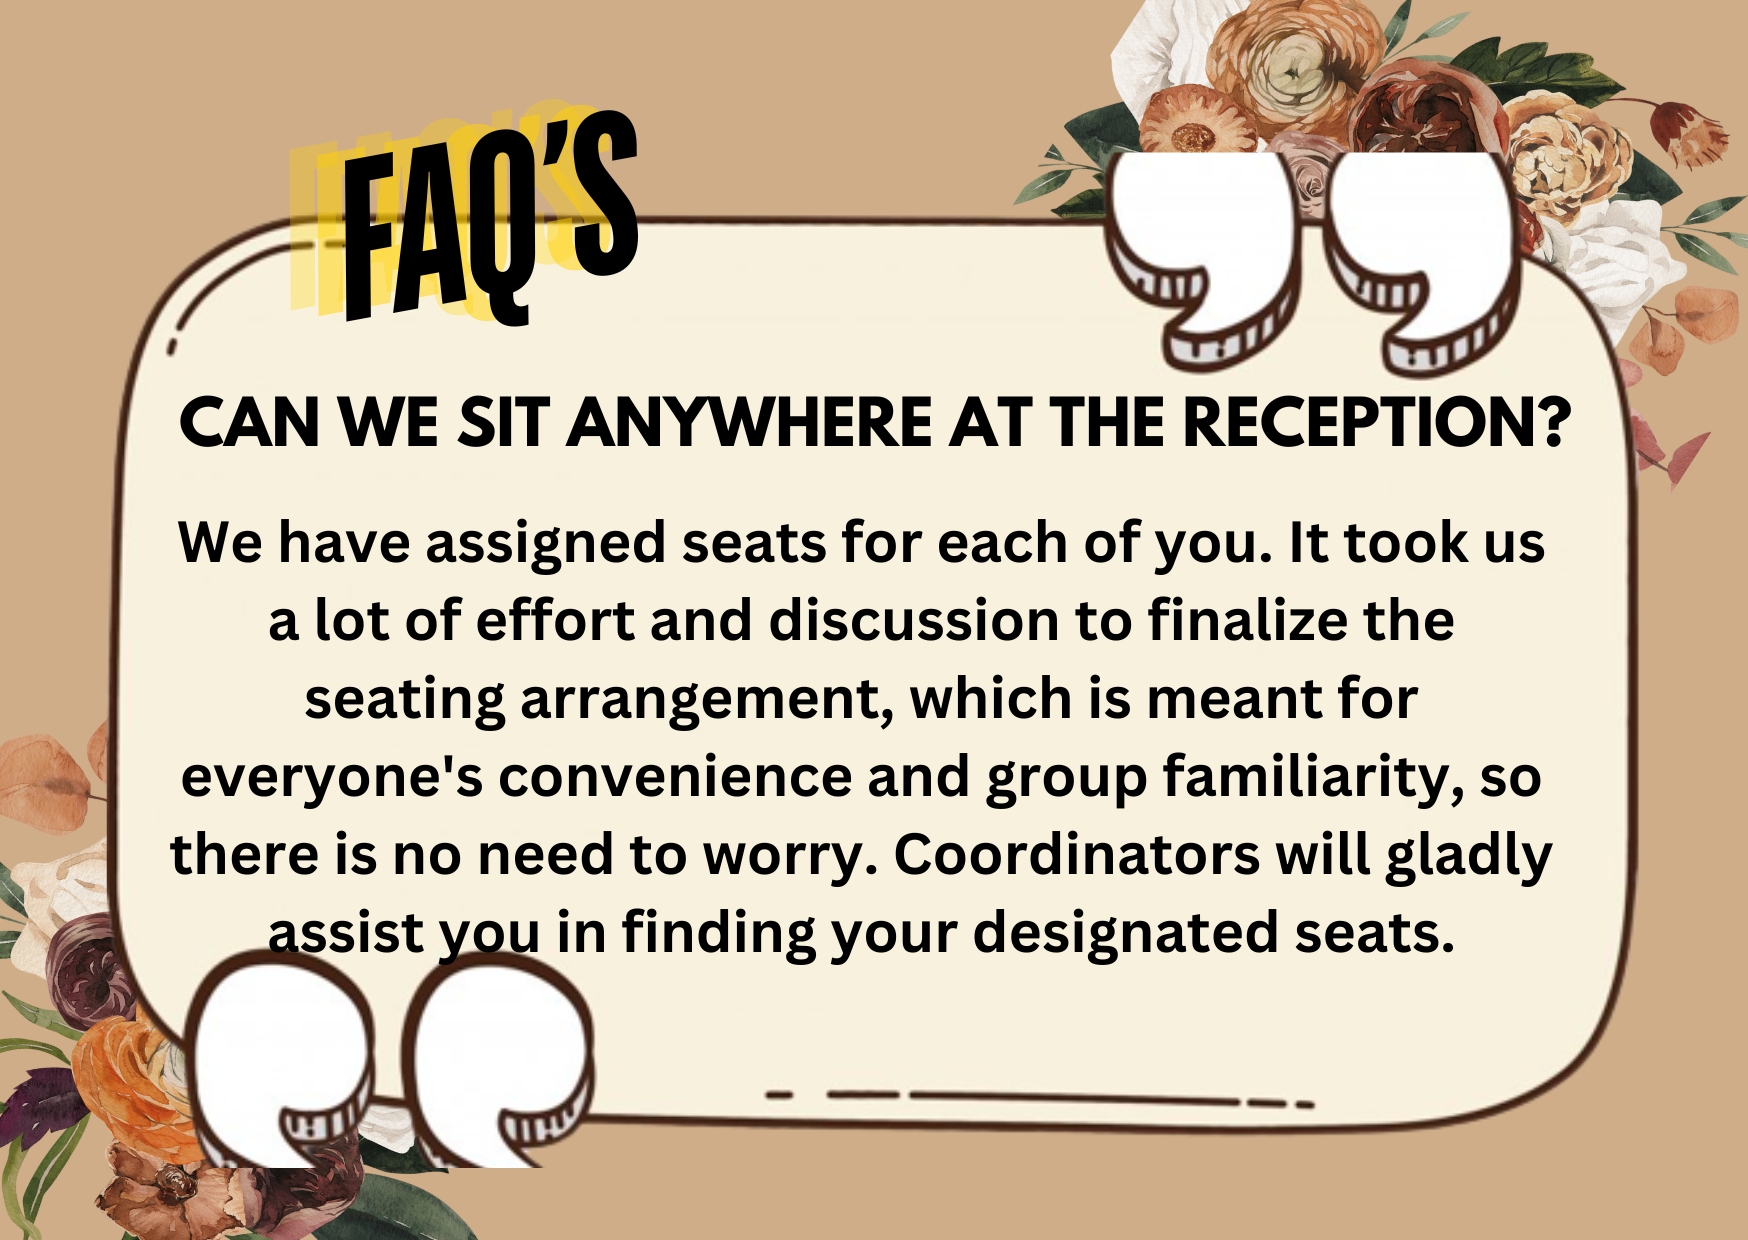 FAQ'S
CAN WE SIT ANYWHERE AT THE RECEPTION?
We have assigned seats for each of you. It took us
a lot of effort and discussion to finalize the
seating arrangement, which is meant for
everyone's convenience and group familiarity, so
there is no need to worry. Coordinators will gladly
assist you in finding your designated seats.